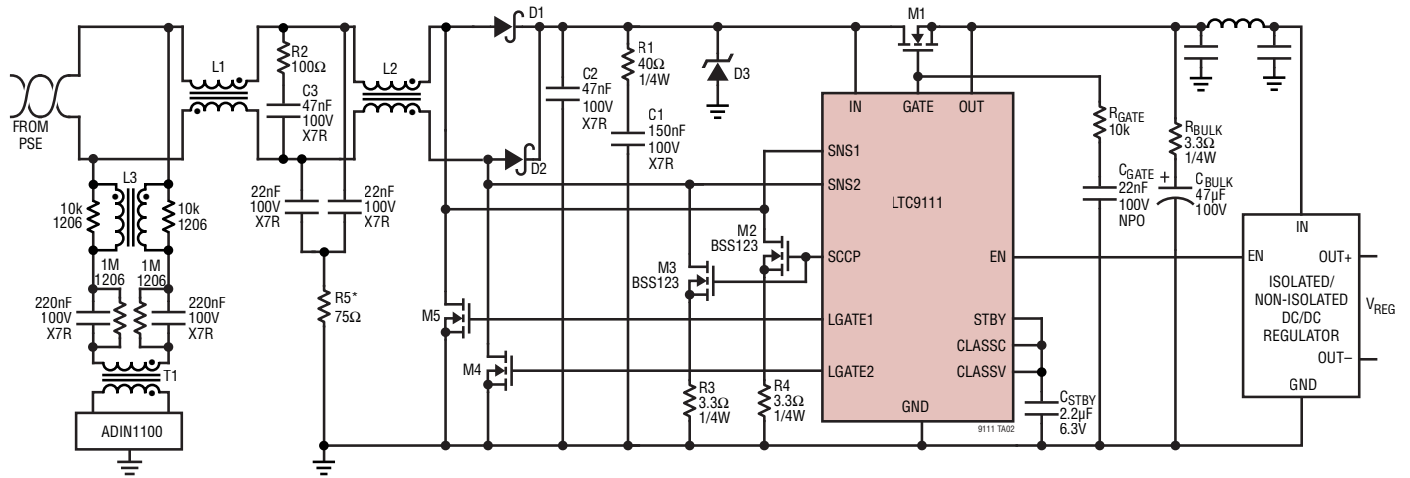 FROM
PSE
L1
R2
100Ω
C3
47nF
100V
X7R
L2
D1
D2
C2
47nF
100V
X7R
R1
40Ω
1/4W
C1
150nF
100V
X7R
D3
M1
IN
GATE
OUT
SNS1
SNS2
LTC9111
SCCP
EN
LGATE1
STBY
CLASSC
CLASSV
LGATE2
GND
9111 TA02
RGATE
10k
CGATE
22nF
100V
NPO
RBULK
3.3Ω
1/4W
+
CBULK
47µF
100V
L3
10k
1206
10k
1206
1M
1206
1M
1206
220nF
100V
X7R
220nF
100V
X7R
T1
ADIN1100
22nF
100V
X7R
22nF
100V
X7R
R5*
75Ω
M2
BSS123
M3
BSS123
M5
M4
R3
3.3Ω
1/4W
R4
3.3Ω
1/4W
CSTBY
2.2µF
6.3V
IN
EN
OUT+
ISOLATED/
NON-ISOLATED
DC/DC
REGULATOR
OUT–
GND
VREG